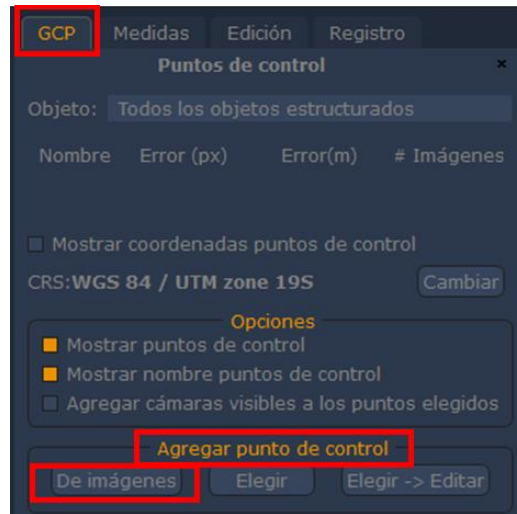 GCP Medidas Edición Registro
Puntos de control ×
Objeto: Todos los objetos estructurados
Nombre Error (px) Error(m) # Imágenes
Mostrar coordenadas puntos de control
CRS:WGS 84 / UTM zone 19S Cambiar
Opciones
Mostrar puntos de control
Mostrar nombre puntos de control
Agregar cámaras visibles a los puntos elegidos
Agregar punto de control
De imágenes Elegir Elegir -> Editar